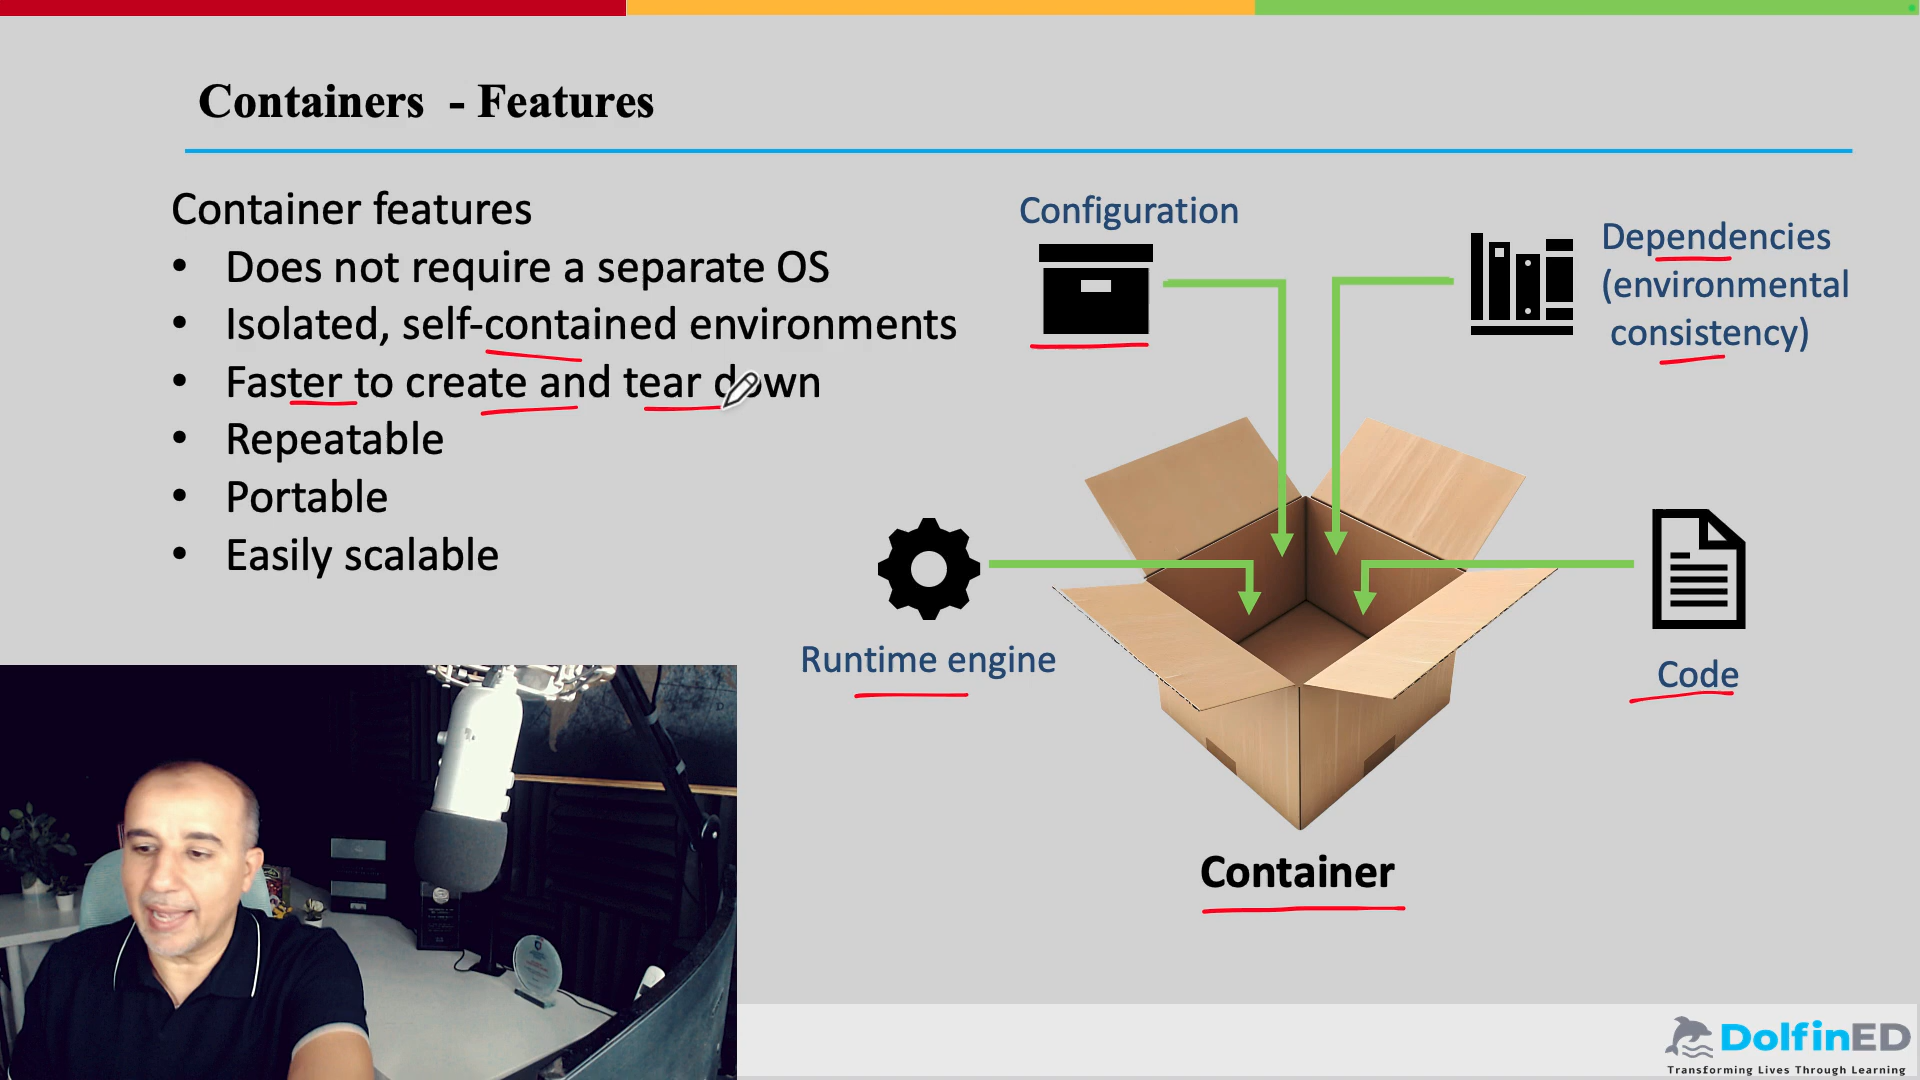 Containers - Features
Container features
• Does not require a separate OS
• Isolated, self-contained environments
• Faster to create and tear down
• Repeatable
• Portable
• Easily scalable
Configuration
Dependencies
(environmental
consistency)
Runtime engine
Code
Container
DolfinED
Transforming Lives Through Learning